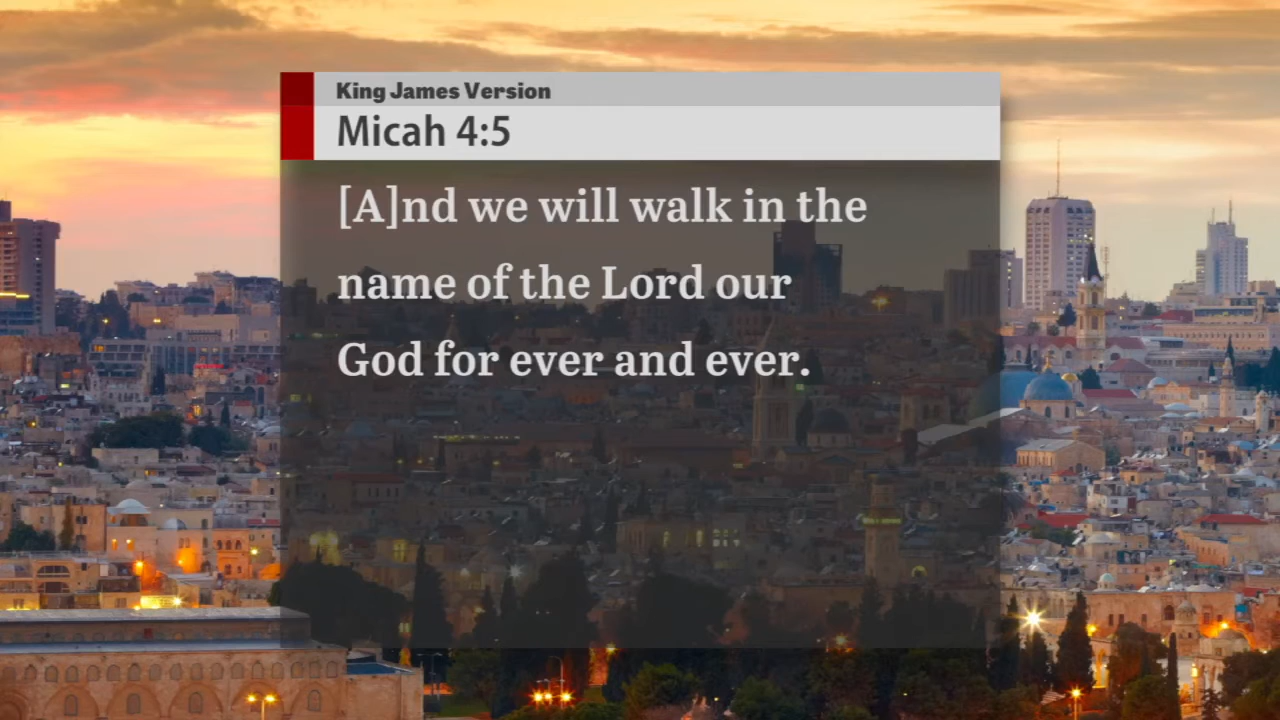 King James Version
Micah 4:5
[A]nd we will walk in the
name of the Lord our
God for ever and ever.